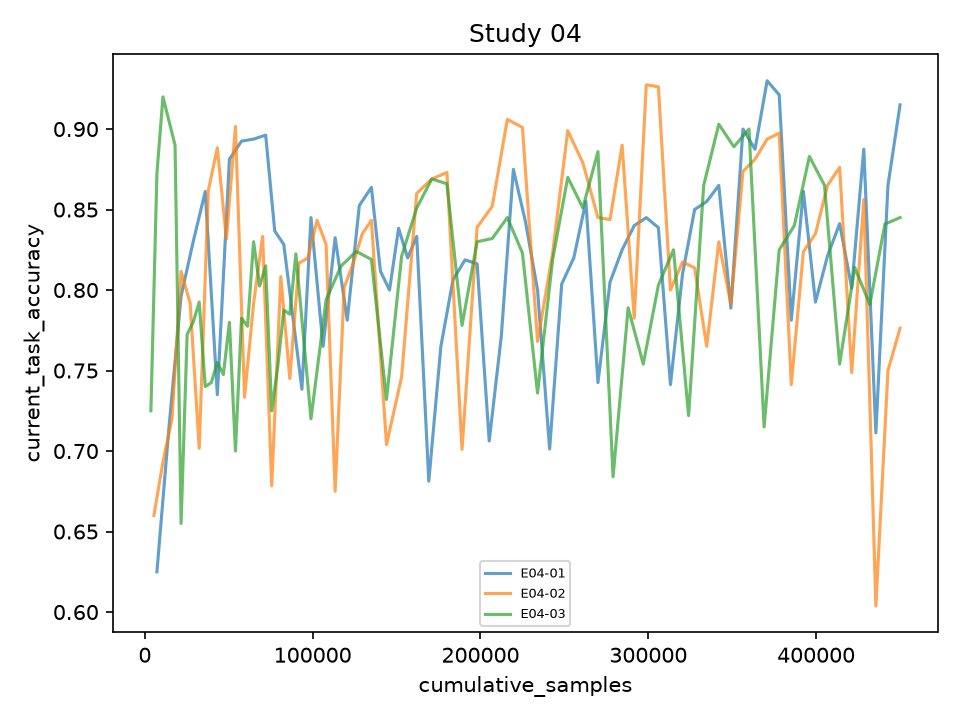 Study 04
current_task_accuracy
0.90
0.85
0.80
0.75
0.70
0.65
0.60
E04-01
E04-02
E04-03
0 100000 200000 300000 400000
cumulative_samples